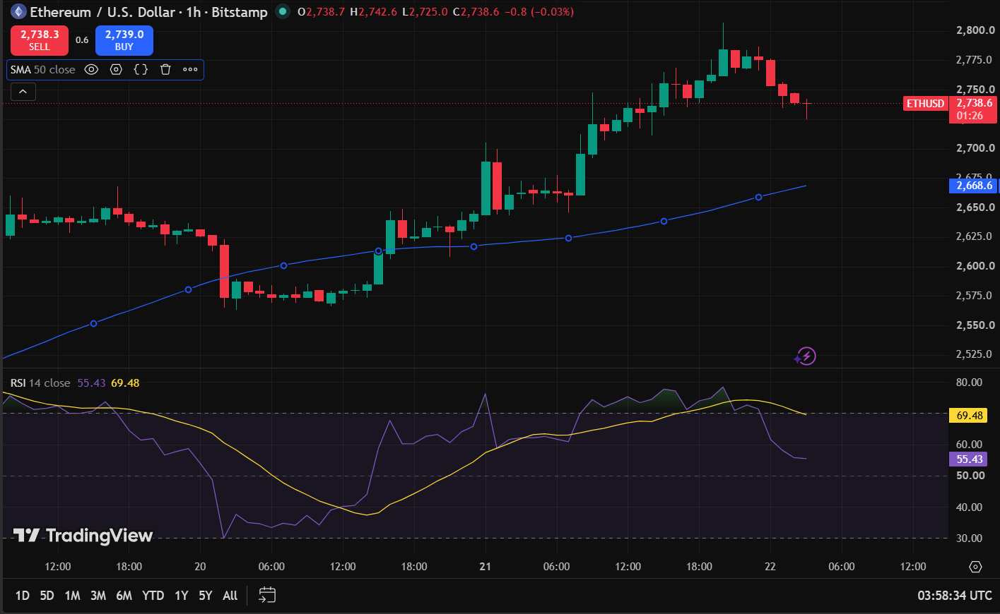 Ethereum / U.S. Dollar · 1h · Bitstamp O2,738.7 H2,742.6 L2,725.0 C2,738.6 −0.8 (−0.03%)
2,738.3
SELL
0.6
2,739.0
BUY
SMA 50 close
2,800.0
2,775.0
2,750.0
ETHUSD 2,738.6
01:26
2,700.0
2,675.0
2,668.6
2,650.0
2,625.0
2,600.0
2,575.0
2,550.0
2,525.0
RSI 14 close 55.43 69.48
80.00
69.48
60.00
55.43
50.00
40.00
30.00
TradingView
12:00 18:00 20 06:00 12:00 18:00 21 06:00 12:00 18:00 22 06:00 12:00
1D 5D 1M 3M 6M YTD 1Y 5Y All
03:58:34 UTC